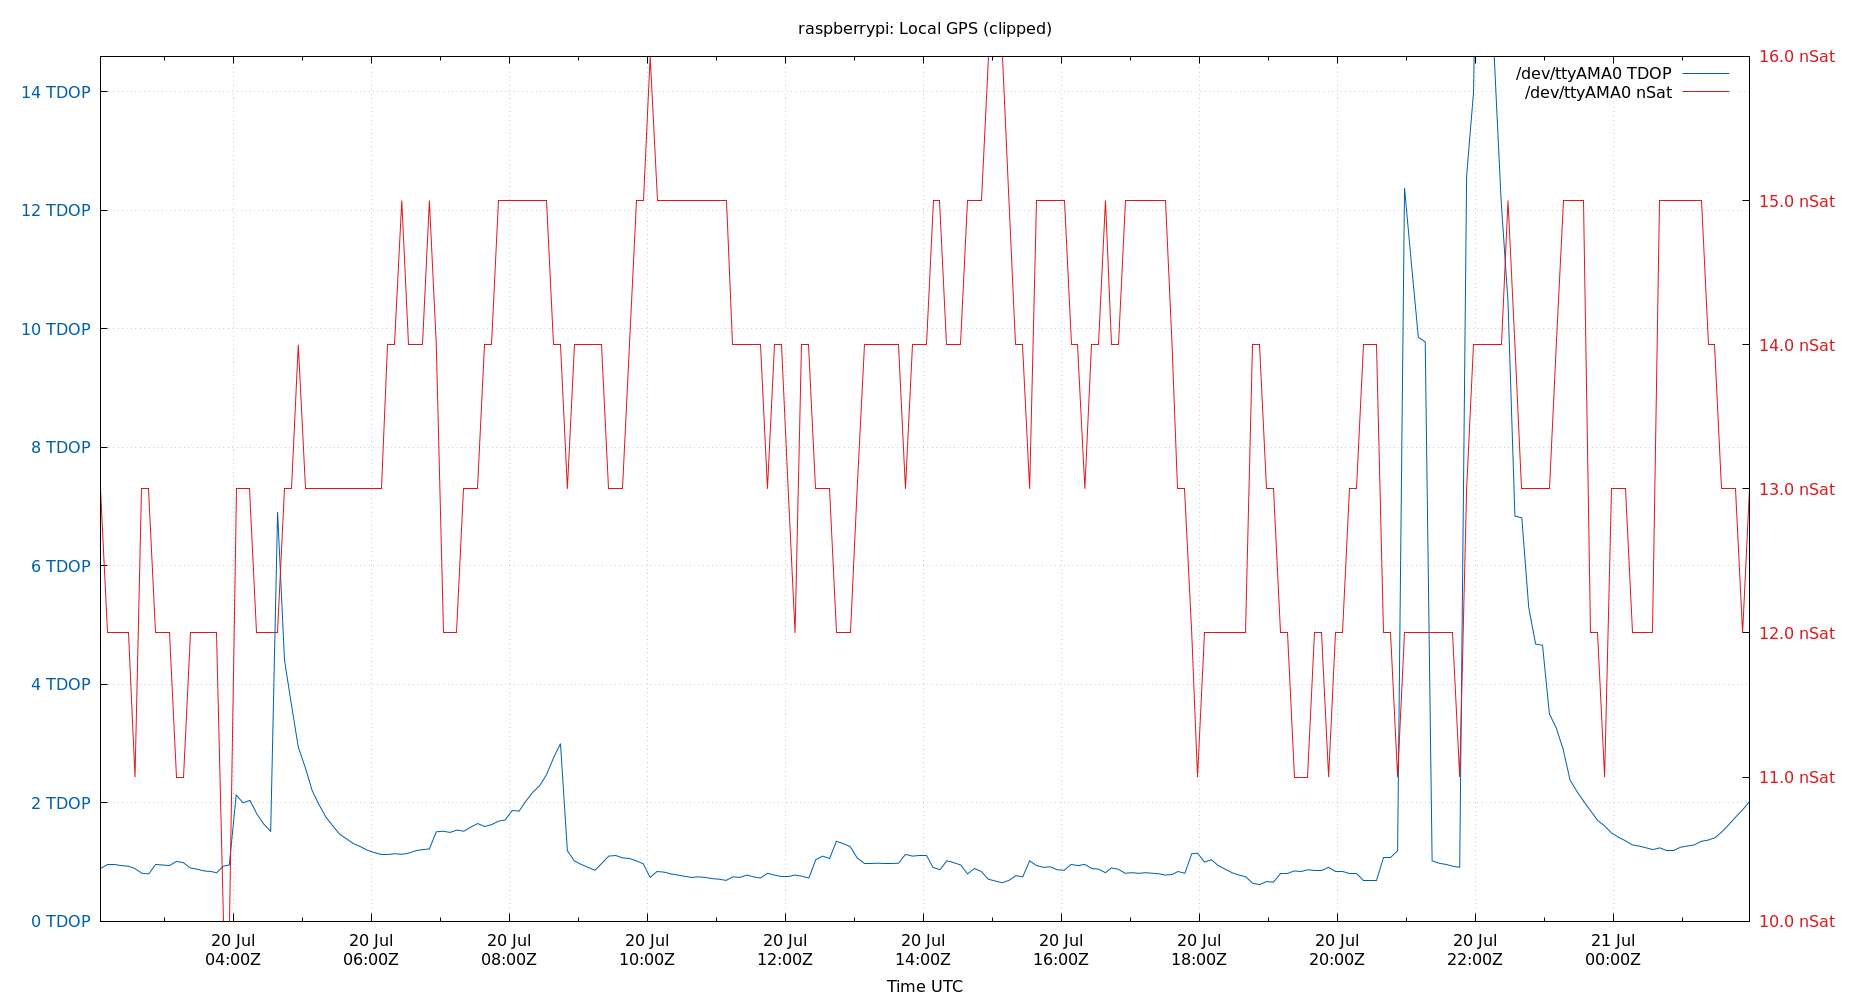 raspberrypi: Local GPS (clipped)
/dev/ttyAMA0 TDOP
/dev/ttyAMA0 nSat
14 TDOP
12 TDOP
10 TDOP
8 TDOP
6 TDOP
4 TDOP
2 TDOP
0 TDOP
16.0 nSat
15.0 nSat
14.0 nSat
13.0 nSat
12.0 nSat
11.0 nSat
10.0 nSat
20 Jul
04:00Z
20 Jul
06:00Z
20 Jul
08:00Z
20 Jul
10:00Z
20 Jul
12:00Z
20 Jul
14:00Z
20 Jul
16:00Z
20 Jul
18:00Z
20 Jul
20:00Z
20 Jul
22:00Z
21 Jul
00:00Z
Time UTC